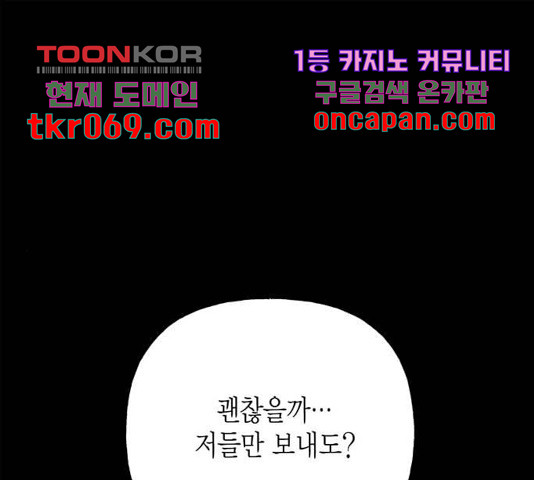 TOONKOR
현재 도메인
tkr069.com
1등 카지노 커뮤니티
구글검색 온카판
oncapan.com
괜찮을까…
저들만 보내도?